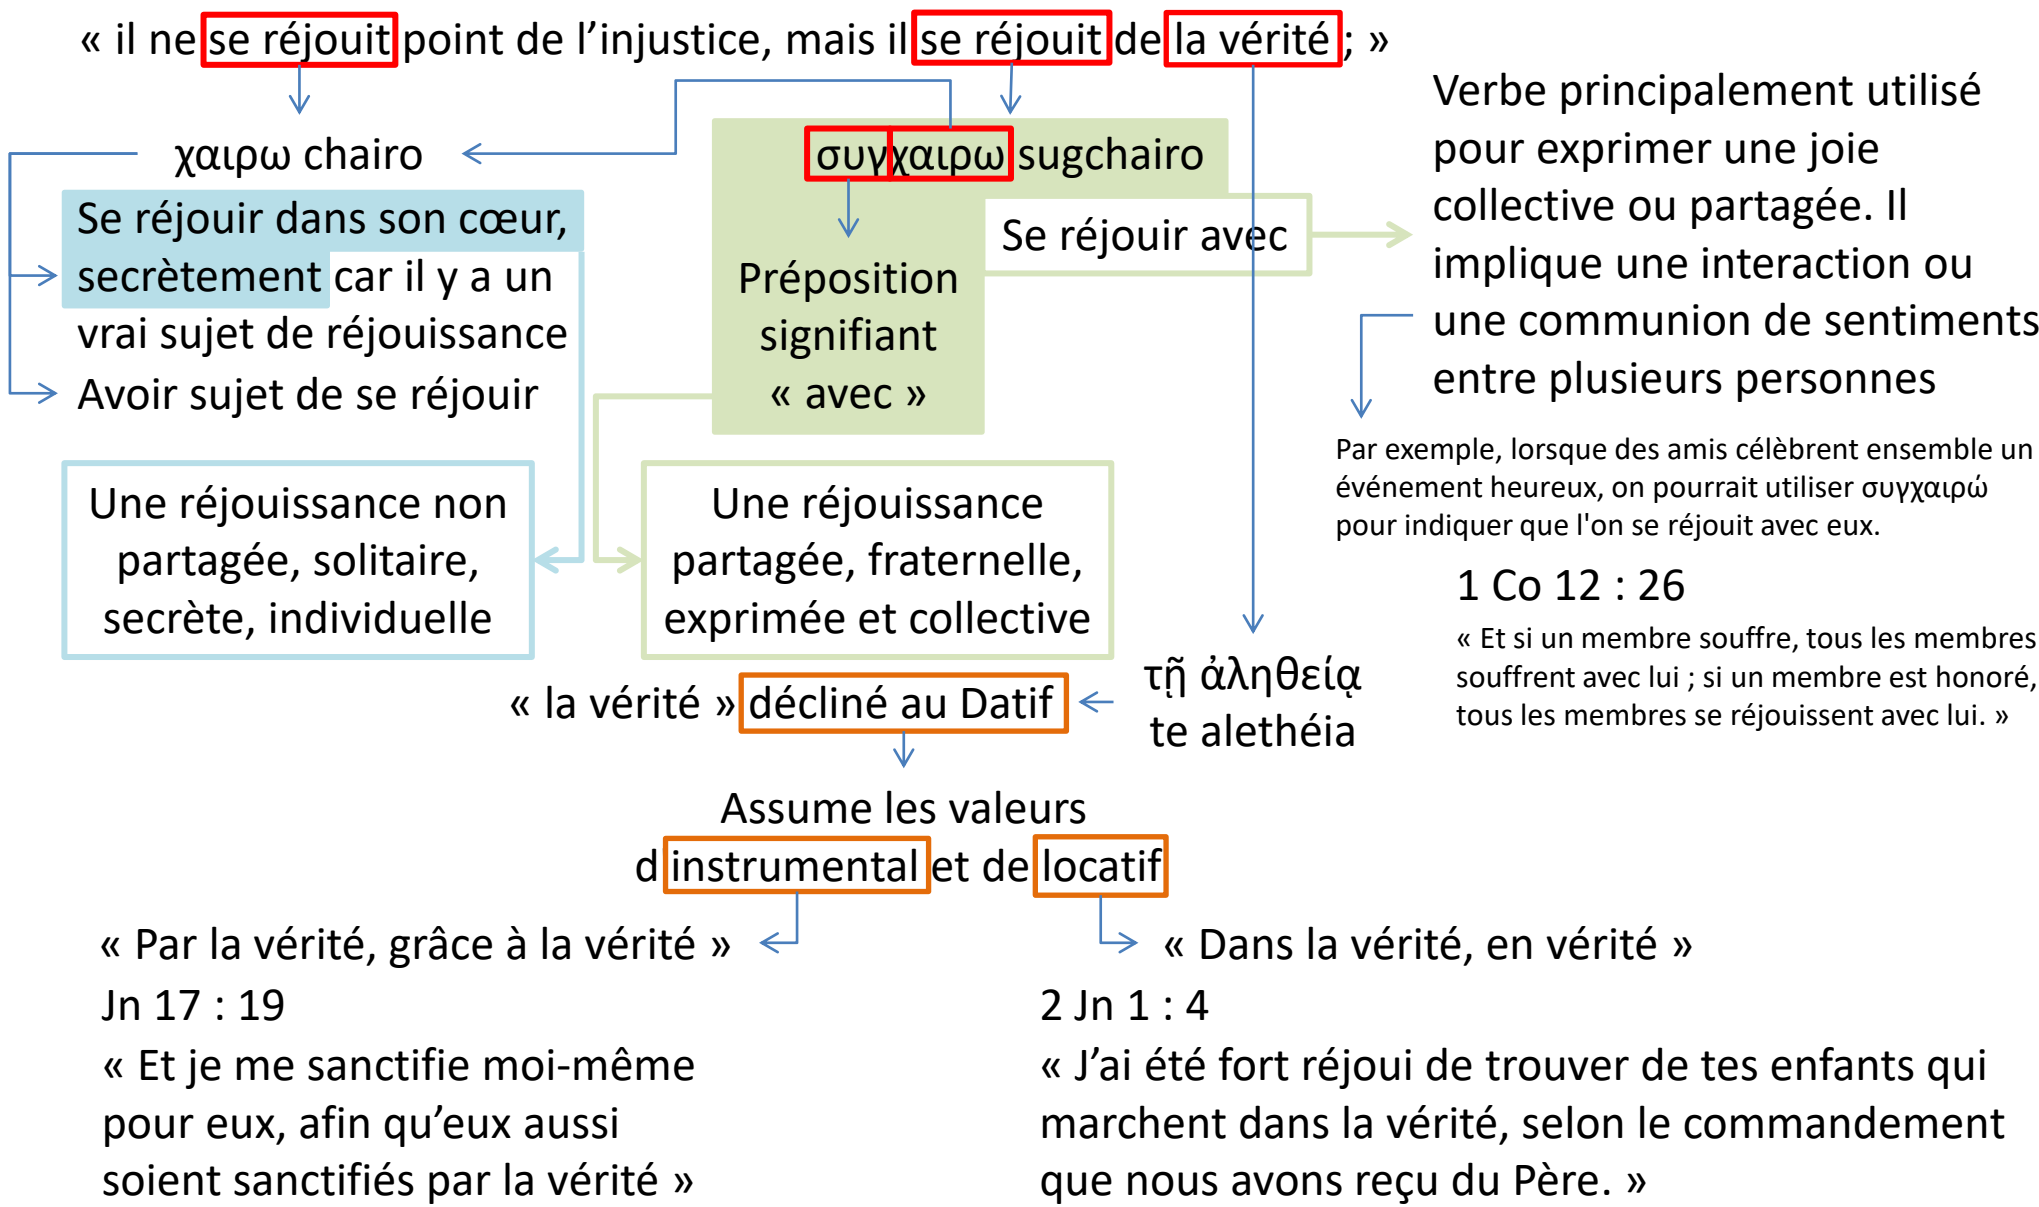 « il ne se réjouit point de l’injustice, mais il se réjouit de la vérité ; »
χαιρω chairo
συγχαιρω sugchairo
Se réjouir dans son cœur,
secrètement car il y a un
vrai sujet de réjouissance
Avoir sujet de se réjouir
Préposition
signifiant
« avec »
Se réjouir avec
Verbe principalement utilisé
pour exprimer une joie
collective ou partagée. Il
implique une interaction ou
une communion de sentiments
entre plusieurs personnes
Par exemple, lorsque des amis célèbrent ensemble un
événement heureux, on pourrait utiliser συγχαιρώ
pour indiquer que l'on se réjouit avec eux.
1 Co 12 : 26
« Et si un membre souffre, tous les membres
souffrent avec lui ; si un membre est honoré,
tous les membres se réjouissent avec lui. »
Une réjouissance non
partagée, solitaire,
secrète, individuelle
Une réjouissance
partagée, fraternelle,
exprimée et collective
τῇ ἀληθείᾳ
te alethéia
« la vérité » décliné au Datif
Assume les valeurs
d instrumental et de locatif
« Par la vérité, grâce à la vérité »
Jn 17 : 19
« Et je me sanctifie moi-même
pour eux, afin qu’eux aussi
soient sanctifiés par la vérité »
« Dans la vérité, en vérité »
2 Jn 1 : 4
« J’ai été fort réjoui de trouver de tes enfants qui
marchent dans la vérité, selon le commandement
que nous avons reçu du Père. »